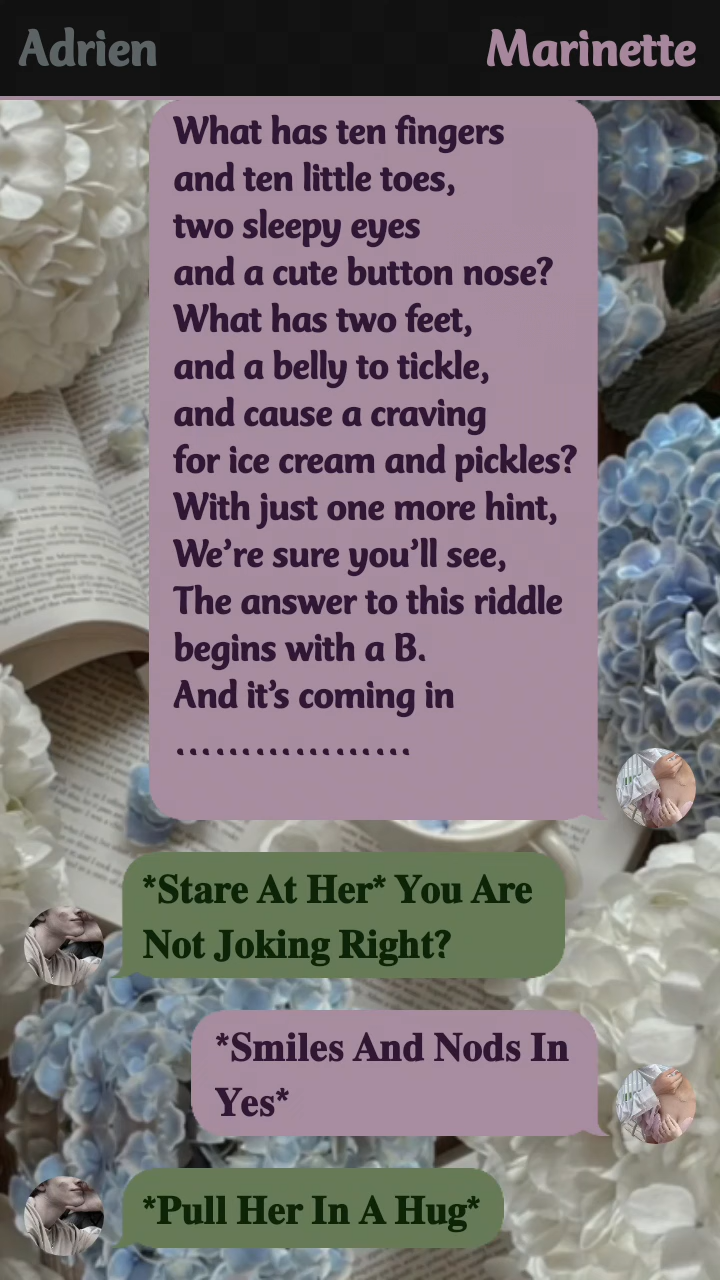 Adrien
Marinette
What has ten fingers
and ten little toes,
two sleepy eyes
and a cute button nose?
What has two feet,
and a belly to tickle,
and cause a craving
for ice cream and pickles?
With just one more hint,
We’re sure you’ll see,
The answer to this riddle
begins with a B.
And it’s coming in
..................
*Stare At Her* You Are
Not Joking Right?
*Smiles And Nods In
Yes*
*Pull Her In A Hug*